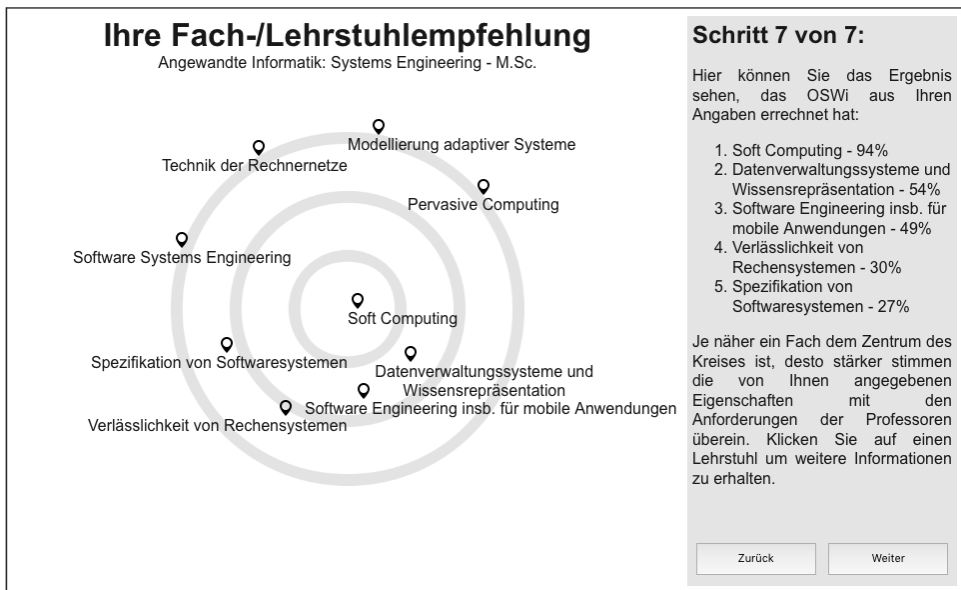 Ihre Fach-/Lehrstuhlempfehlung
Angewandte Informatik: Systems Engineering - M.Sc.
Modellierung adaptiver Systeme
Technik der Rechnernetze
Pervasive Computing
Software Systems Engineering
Soft Computing
Spezifikation von Softwaresystemen
Datenverwaltungssysteme und
Wissensrepräsentation
Software Engineering insb. für mobile Anwendungen
Verlässlichkeit von Rechensystemen
Schritt 7 von 7:
Hier können Sie das Ergebnis
sehen, das OSWi aus Ihren
Angaben errechnet hat:
1. Soft Computing - 94%
2. Datenverwaltungssysteme und
Wissensrepräsentation - 54%
3. Software Engineering insb. für
mobile Anwendungen - 49%
4. Verlässlichkeit von
Rechensystemen - 30%
5. Spezifikation von
Softwaresystemen - 27%
Je näher ein Fach dem Zentrum des
Kreises ist, desto stärker stimmen
die von Ihnen angegebenen
Eigenschaften mit den
Anforderungen der Professoren
überein. Klicken Sie auf einen
Lehrstuhl um weitere Informationen
zu erhalten.
Zurück
Weiter